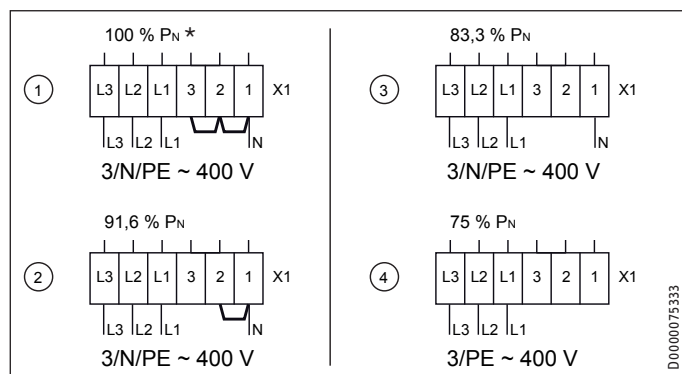 100 % PN *
1
L3 L2 L1 3 2 1 X1
L3 L2 L1 N
3/N/PE ~ 400 V
91,6 % PN
2
L3 L2 L1 3 2 1 X1
L3 L2 L1 N
3/N/PE ~ 400 V
83,3 % PN
3
L3 L2 L1 3 2 1 X1
L3 L2 L1 N
3/N/PE ~ 400 V
75 % PN
4
L3 L2 L1 3 2 1 X1
L3 L2 L1
3/PE ~ 400 V
D0000075333